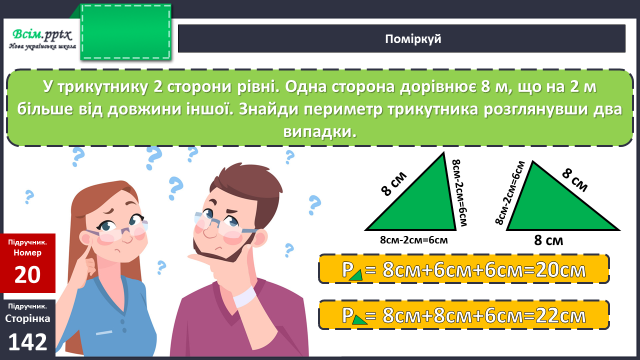 Всім.pptx
Нова українська школа
Поміркуй
У трикутнику 2 сторони рівні. Одна сторона дорівнює 8 м, що на 2 м
більше від довжини іншої. Знайди периметр трикутника розглянувши два
випадки.
8 см
8см-2см=6см
8см-2см=6см
8см-2см=6см
8 см
8 см
Підручник.
Номер
20
Підручник.
Сторінка
142
P = 8см+6см+6см=20см
P = 8см+8см+6см=22см